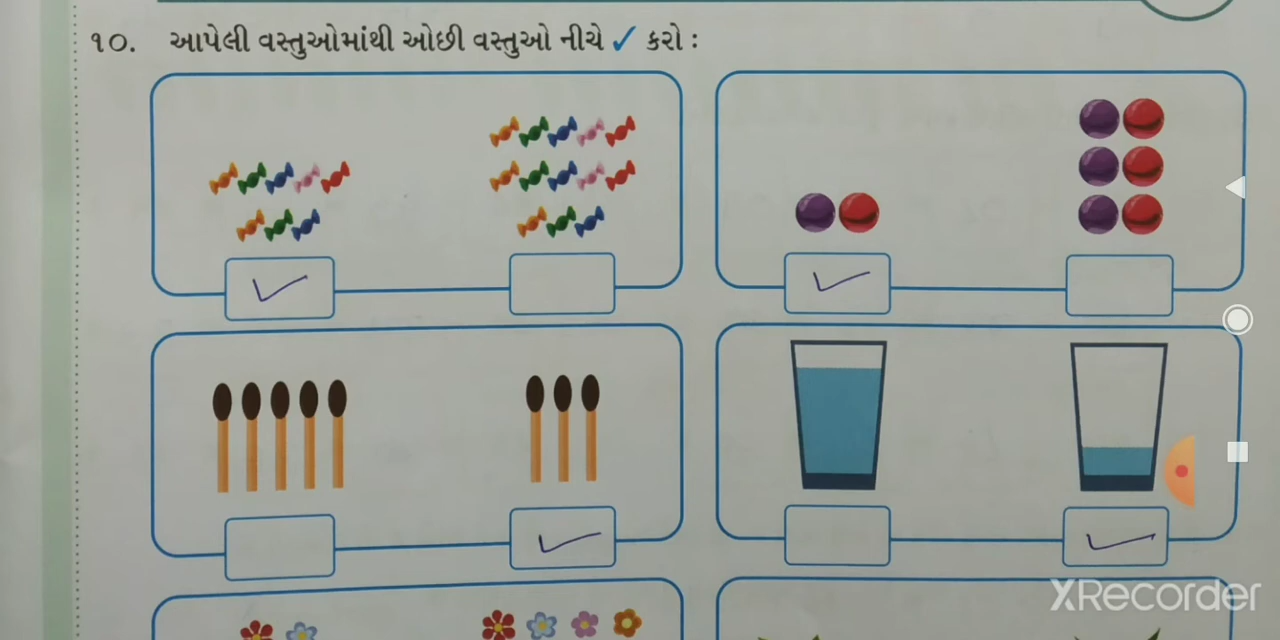 ૧૦. આપેલી વસ્તુઓમાંથી ઓછી વસ્તુઓ નીચે ✓ કરો :
XRecorder